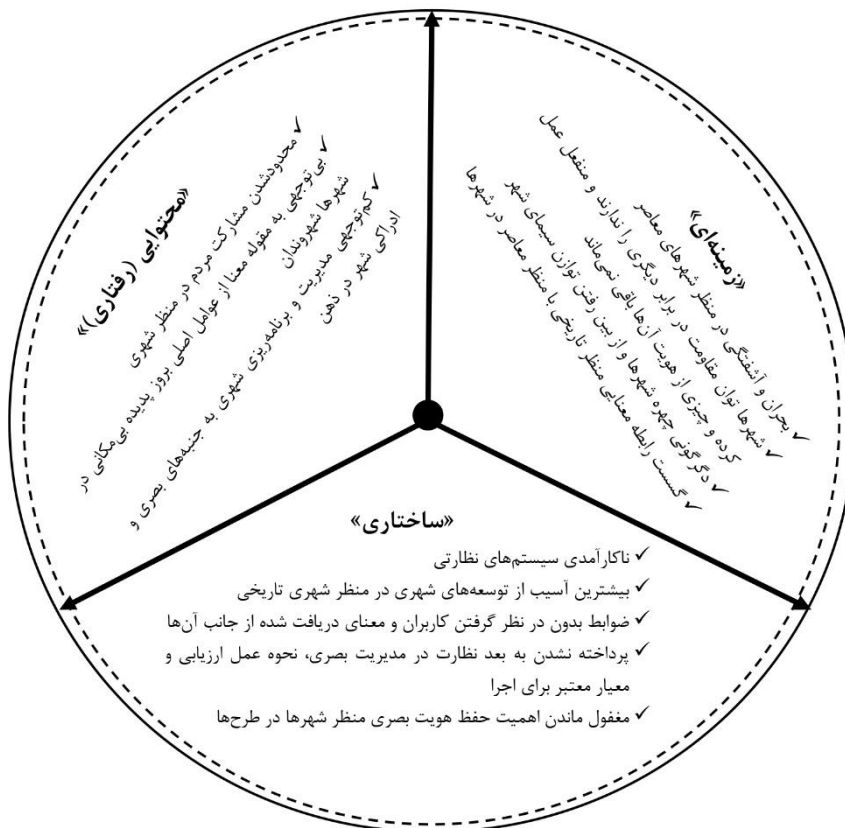 «زمینه‌ای»
✓ بحران و آشفتگی در منظر شهرهای معاصر
✓ شهرها توان مقاومت در برابر دیگری را ندارند و منفعل عمل
کرده و چیزی از هویت آن‌ها باقی نمی‌ماند
✓ دگرگونی چهره شهرها و از بین رفتن توازن سیمای شهر
✓ گسست رابطه معنایی منظر تاریخی با منظر معاصر در شهرها
«محتوایی (رفتاری)»
✓ محدودشدن مشارکت مردم در منظر شهری
✓ بی‌توجهی به مقوله معنا از عوامل اصلی بروز پدیده بی‌مکانی در
شهرها شهروندان
✓ کم‌توجهی مدیریت و برنامه‌ریزی شهری به جنبه‌های بصری و
ادراکی شهر در ذهن
«ساختاری»
✓ ناکارآمدی سیستم‌های نظارتی
✓ بیشترین آسیب از توسعه‌های شهری در منظر شهری تاریخی
✓ ضوابط بدون در نظر گرفتن کاربران و معنای دریافت شده از جانب آن‌ها
✓ پرداخته نشدن به بعد نظارت در مدیریت بصری، نحوه عمل ارزیابی و
معیار معتبر برای اجرا
✓ مغفول ماندن اهمیت حفظ هویت بصری منظر شهرها در طرح‌ها